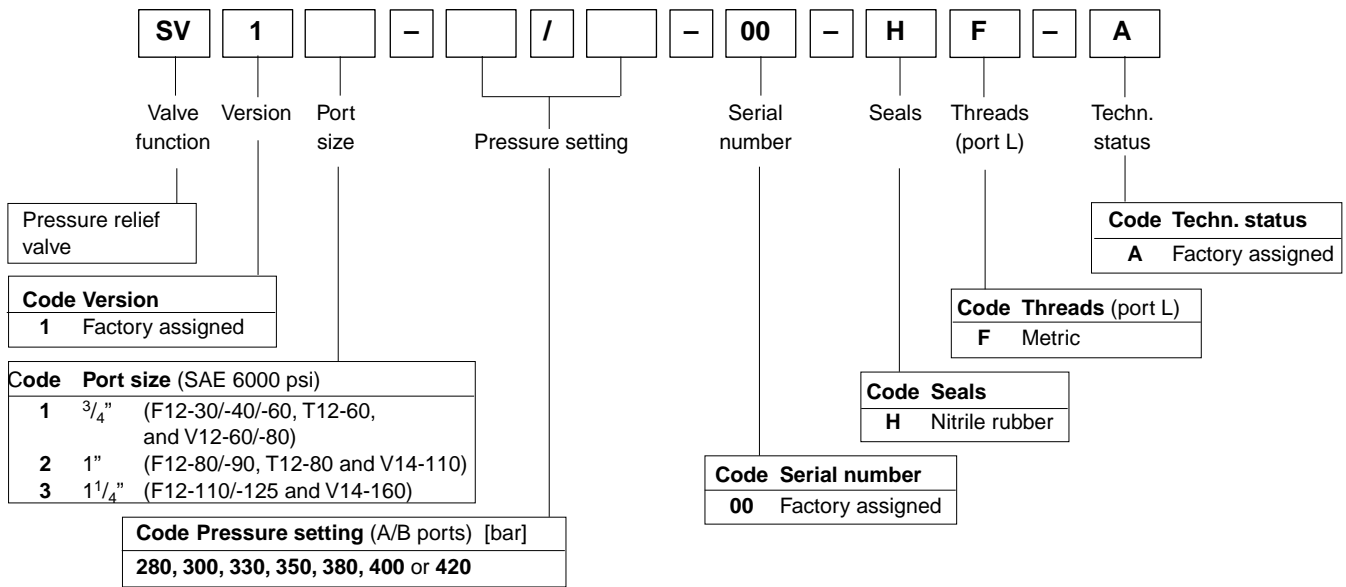 SV 1 – / – 00 – H F – A
Valve function
Version
Port size
Pressure setting
Serial number
Seals
Threads (port L)
Techn. status
Pressure relief
valve
Code Version
1 Factory assigned
Code Port size (SAE 6000 psi)
1 3/4” (F12-30/-40/-60, T12-60,
and V12-60/-80)
2 1” (F12-80/-90, T12-80 and V14-110)
3 1 1/4” (F12-110/-125 and V14-160)
Code Pressure setting (A/B ports) [bar]
280, 300, 330, 350, 380, 400 or 420
Code Serial number
00 Factory assigned
Code Seals
H Nitrile rubber
Code Threads (port L)
F Metric
Code Techn. status
A Factory assigned